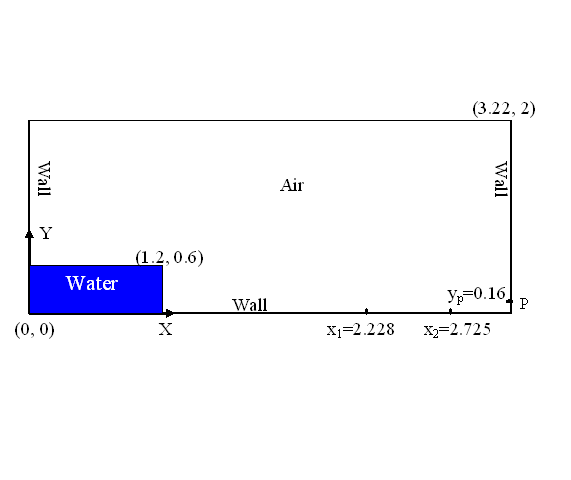 (3.22, 2)
Wall
Wall
Air
Y
(1.2, 0.6)
Water
yp=0.16
P
Wall
(0, 0)
X
x1=2.228
x2=2.725